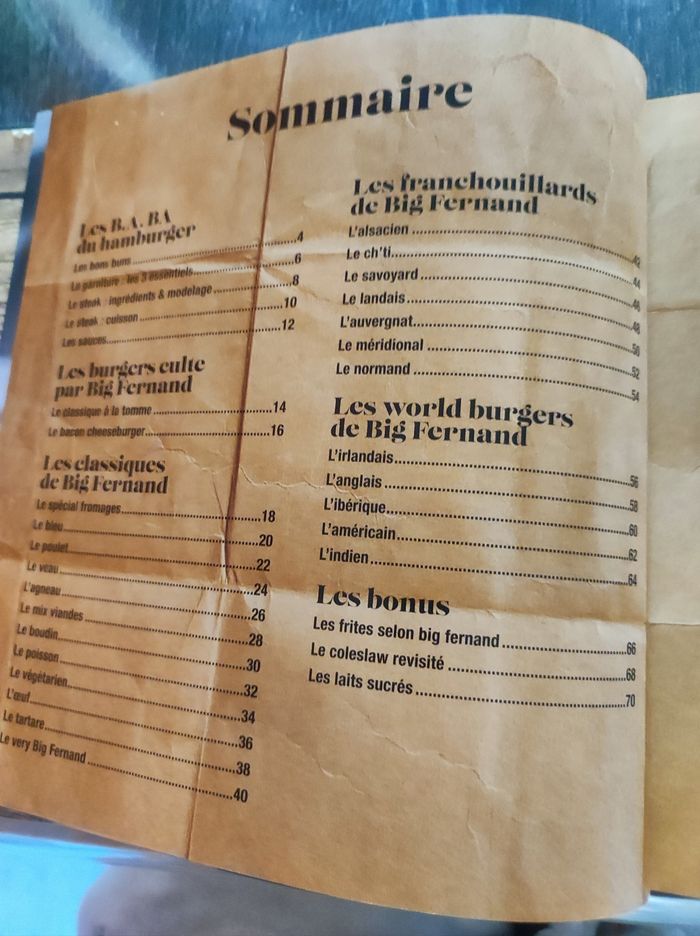 Sommaire
Les B.A. BA
du hamburger
Les bons buns 4
La garniture : les 3 essentiels 6
Le steak : ingrédients & modelage 8
Le steak : cuisson 10
Les sauces 12
Les burgers culte
par Big Fernand
Le classique à la tomme 14
Le bacon cheeseburger 16
Les classiques
de Big Fernand
Le spécial fromages 18
Le bleu 20
Le poulet 22
Le veau 24
L'agneau 26
Le mix viandes 28
Le boudin 30
Le poisson 32
Le végétarien 34
L'œuf 36
Le tartare 38
Le very Big Fernand 40
Les franchouillards
de Big Fernand
L'alsacien 42
Le ch'ti 44
Le savoyard 46
Le landais 48
L'auvergnat 50
Le méridional 52
Le normand 54
Les world burgers
de Big Fernand
L'irlandais 56
L'anglais 58
L'ibérique 60
L'américain 62
L'indien 64
Les bonus
Les frites selon big fernand 66
Le coleslaw revisité 68
Les laits sucrés 70